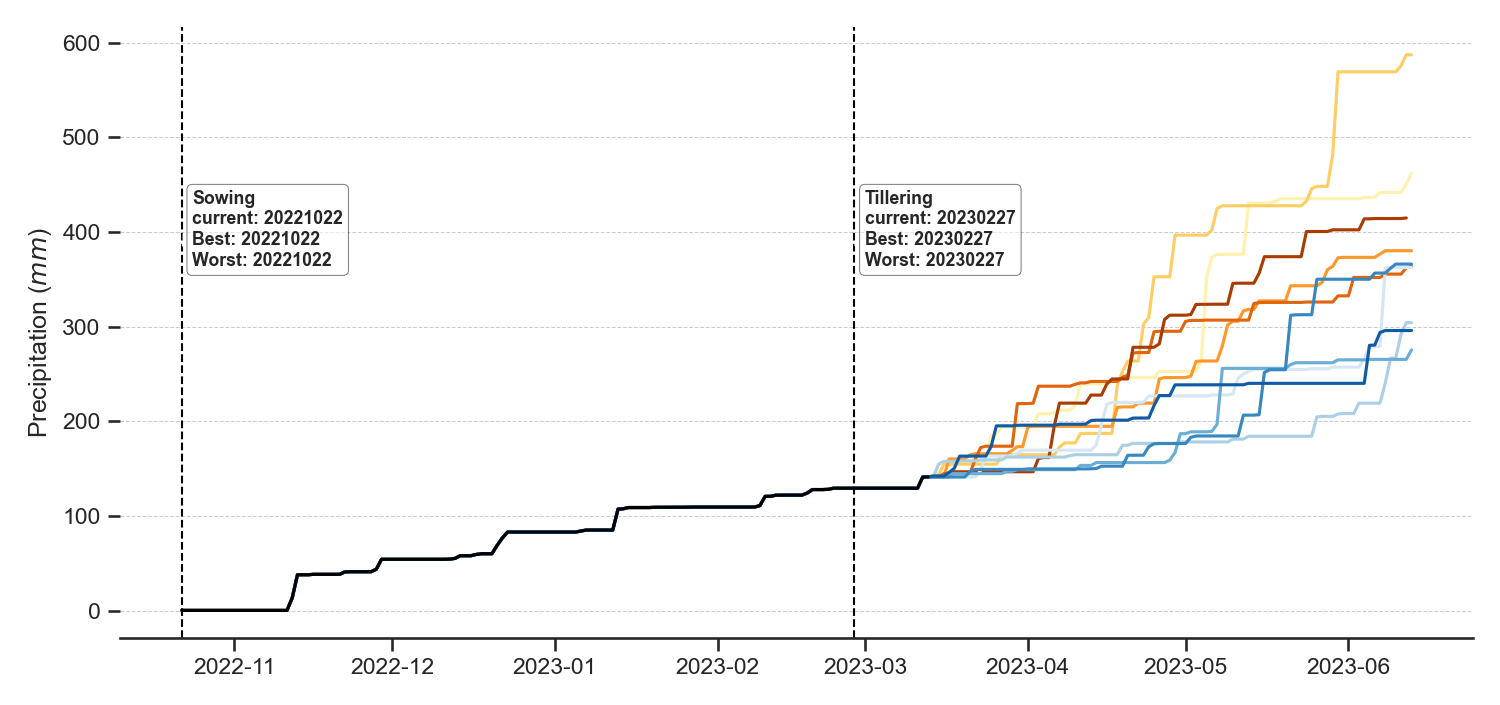 600
500
400
300
200
100
0
Precipitation (mm)
Sowing
current: 20221022
Best: 20221022
Worst: 20221022
Tillering
current: 20230227
Best: 20230227
Worst: 20230227
2022-11
2022-12
2023-01
2023-02
2023-03
2023-04
2023-05
2023-06